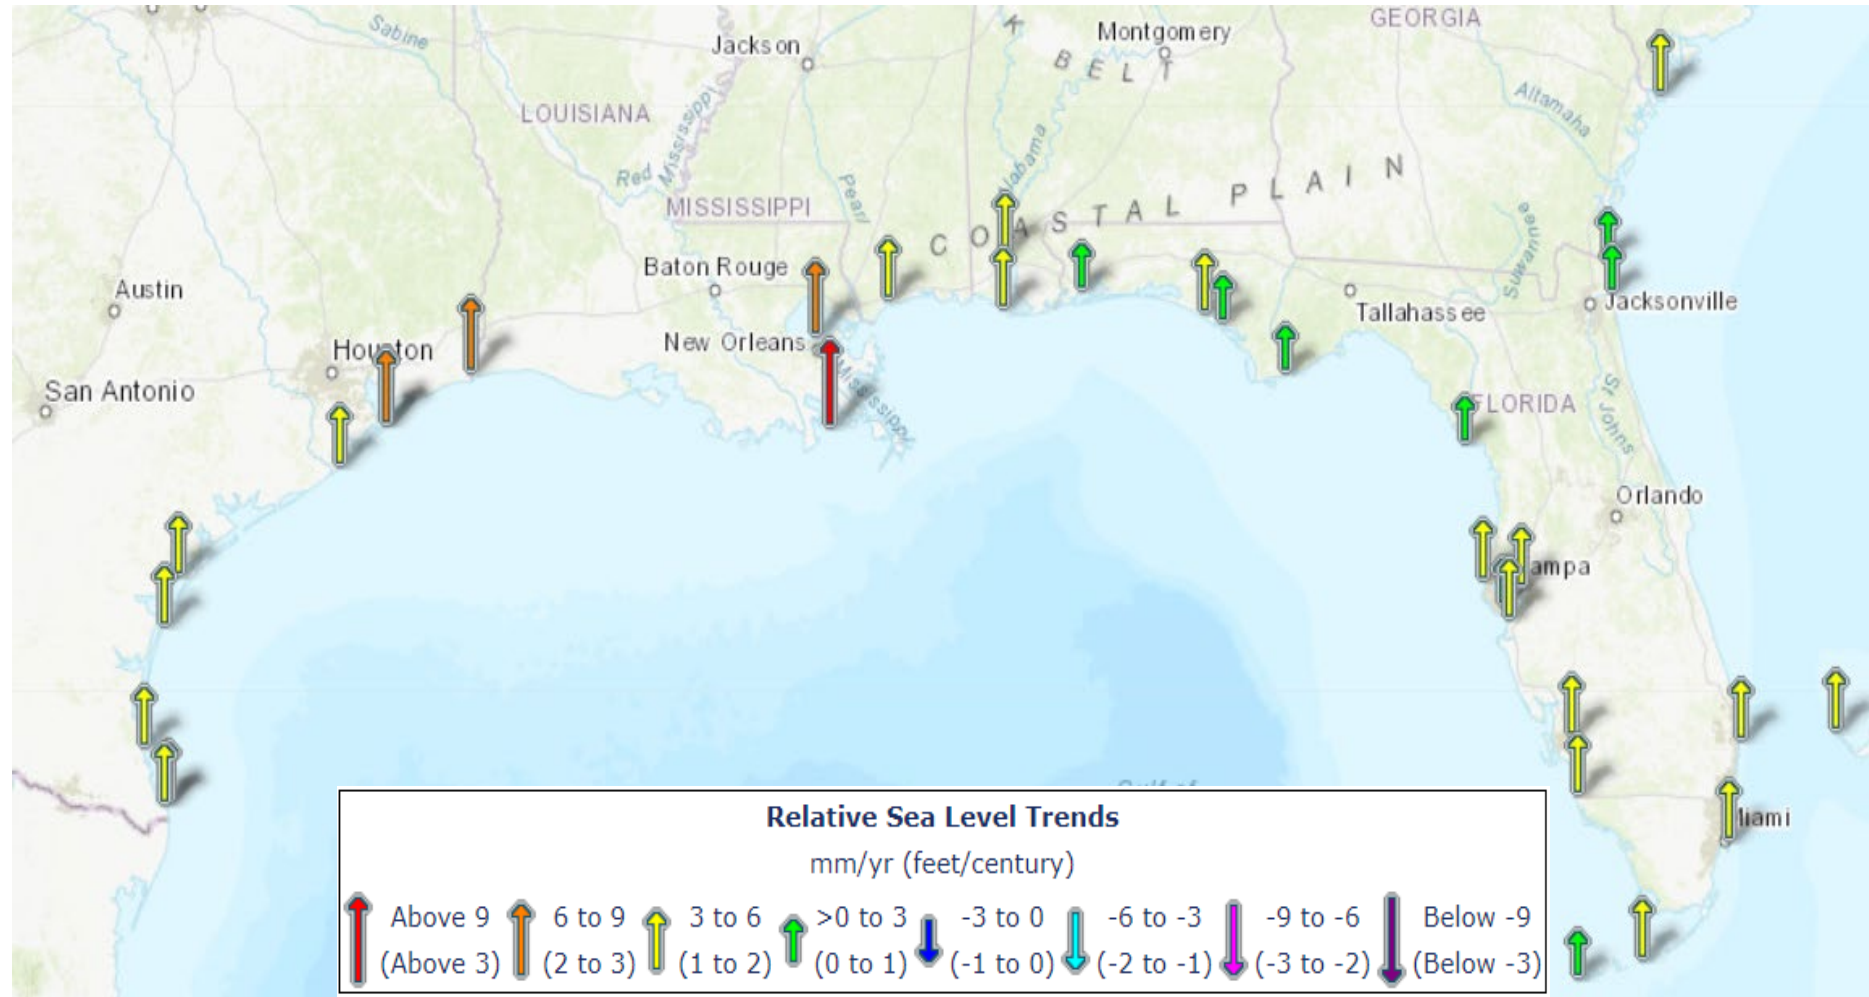 GEORGIA
Sabine
Jackson
Montgomery
K
BELT
LOUISIANA
Mississippi
Altamaha
Red
Alabama
MISSISSIPPI
Pearl
COASTAL PLAIN
Suwannee
Baton Rouge
Austin
Tallahassee
Jacksonville
New Orleans
Houston
Mississippi
San Antonio
FLORIDA
St Johns
Orlando
ampa
Gulf of
liami
Relative Sea Level Trends
mm/yr (feet/century)
Above 9 6 to 9 3 to 6 >0 to 3 -3 to 0 -6 to -3 -9 to -6 Below -9
(Above 3) (2 to 3) (1 to 2) (0 to 1) (-1 to 0) (-2 to -1) (-3 to -2) (Below -3)